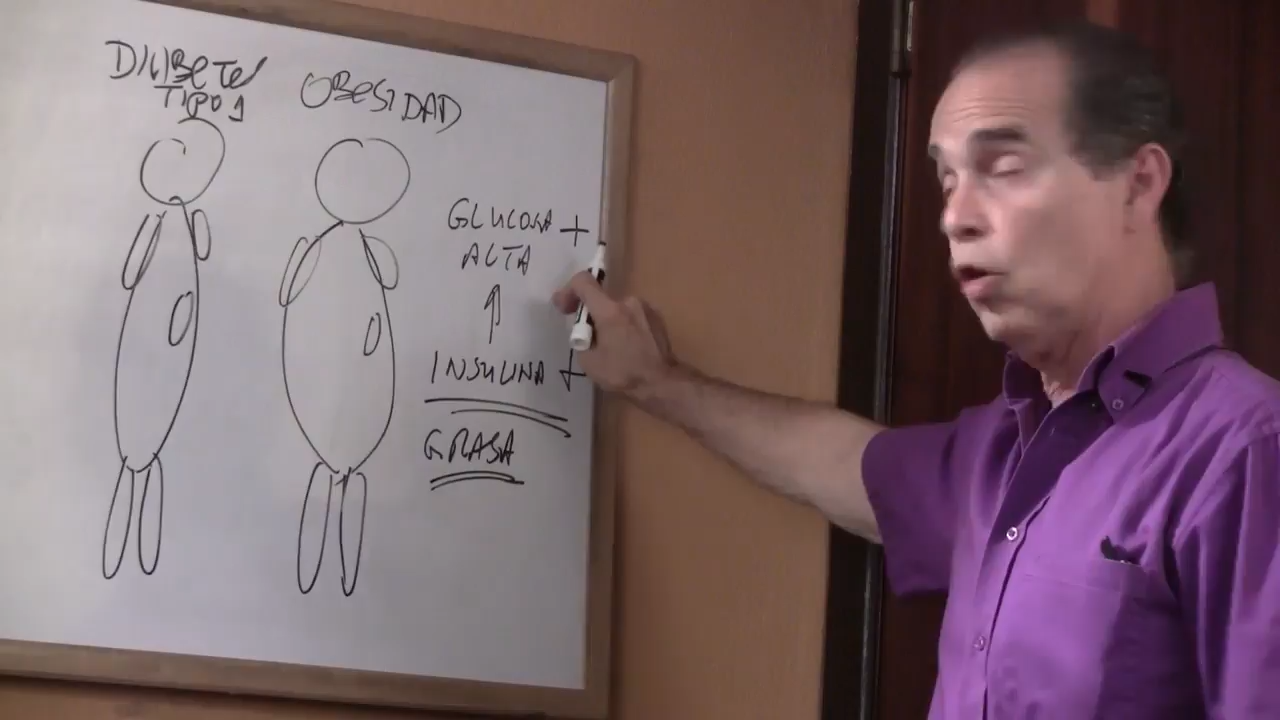 DIABETES
TIPO 1
OBESIDAD
GLUCOSA +
ALTA
↑
INSULINA +
GRASA